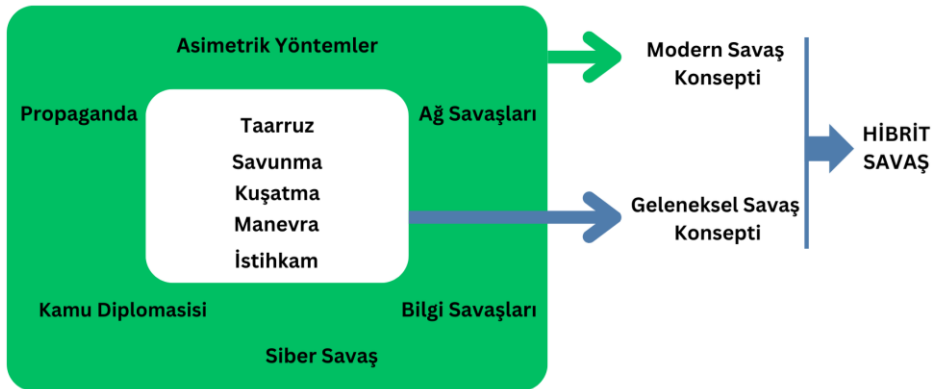 Asimetrik Yöntemler
Propaganda
Ağ Savaşları
Taarruz
Savunma
Kuşatma
Manevra
İstihkam
Kamu Diplomasisi
Bilgi Savaşları
Siber Savaş
Modern Savaş
Konsepti
Geleneksel Savaş
Konsepti
HİBRİT
SAVAŞ